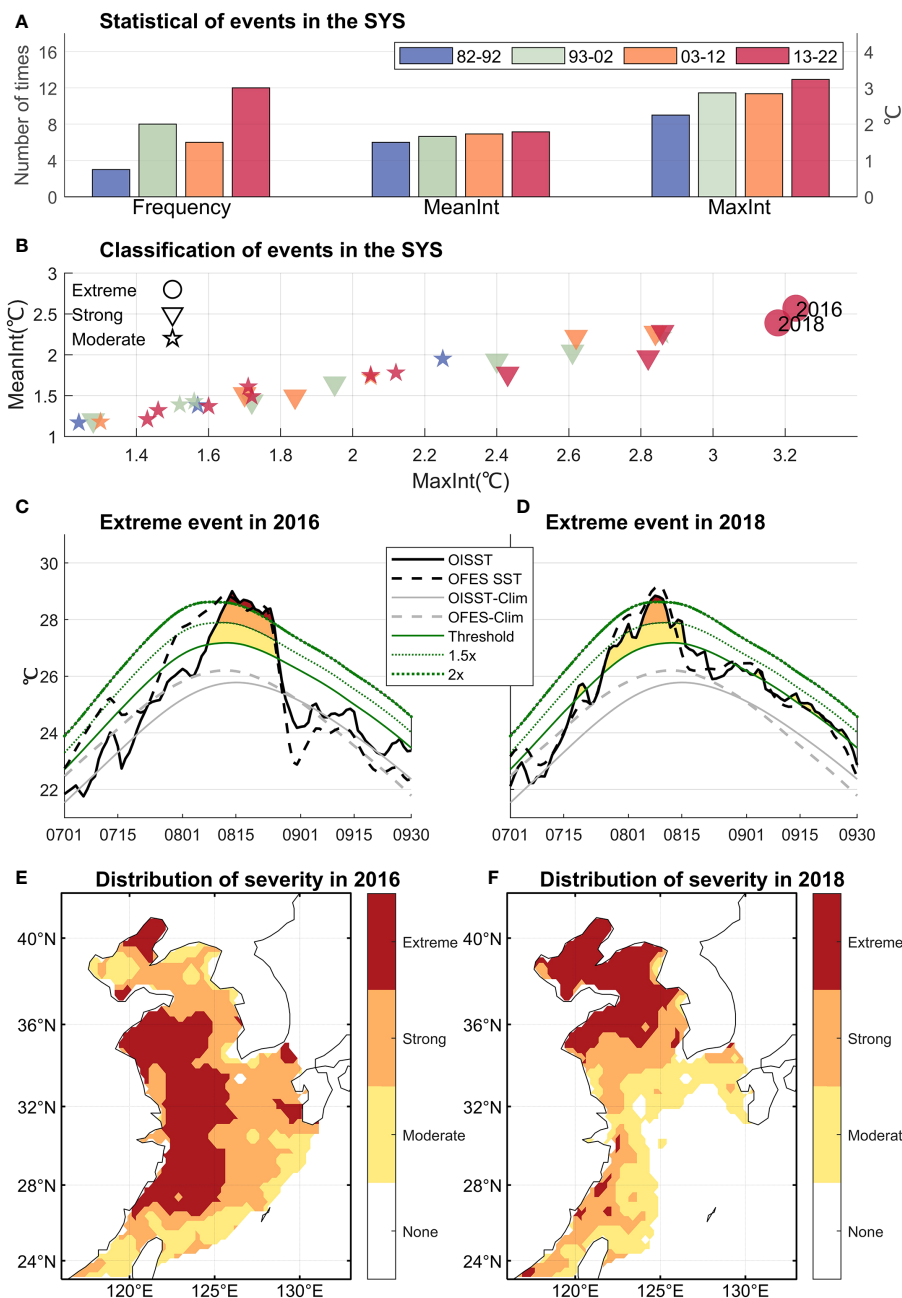 A Statistical of events in the SYS
Number of times
16
12
8
4
0
82-92 93-02 03-12 13-22
4
3
2
1
0
℃
Frequency MeanInt MaxInt
B Classification of events in the SYS
MeanInt(℃)
3
2.5
2
1.5
1
Extreme
Strong
Moderate
2016
2018
1.4 1.6 1.8 2 2.2 2.4 2.6 2.8 3 3.2
MaxInt(℃)
C Extreme event in 2016
℃
30
28
26
24
22
0701 0715 0801 0815 0901 0915 0930
OISST
OFES SST
OISST-Clim
OFES-Clim
Threshold
1.5x
2x
D Extreme event in 2018
0701 0715 0801 0815 0901 0915 0930
E Distribution of severity in 2016
40°N
36°N
32°N
28°N
24°N
120°E 125°E 130°E
Extreme
Strong
Moderate
None
F Distribution of severity in 2018
40°N
36°N
32°N
28°N
24°N
120°E 125°E 130°E
Extreme
Strong
Moderat
None